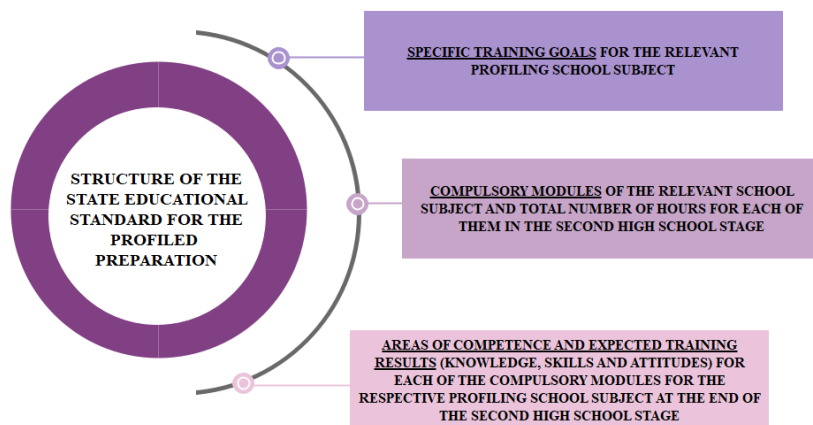 STRUCTURE OF THE
STATE EDUCATIONAL
STANDARD FOR THE
PROFILED
PREPARATION
SPECIFIC TRAINING GOALS FOR THE RELEVANT
PROFILING SCHOOL SUBJECT
COMPULSORY MODULES OF THE RELEVANT SCHOOL
SUBJECT AND TOTAL NUMBER OF HOURS FOR EACH OF
THEM IN THE SECOND HIGH SCHOOL STAGE
AREAS OF COMPETENCE AND EXPECTED TRAINING
RESULTS (KNOWLEDGE, SKILLS AND ATTITUDES) FOR
EACH OF THE COMPULSORY MODULES FOR THE
RESPECTIVE PROFILING SCHOOL SUBJECT AT THE END OF
THE SECOND HIGH SCHOOL STAGE